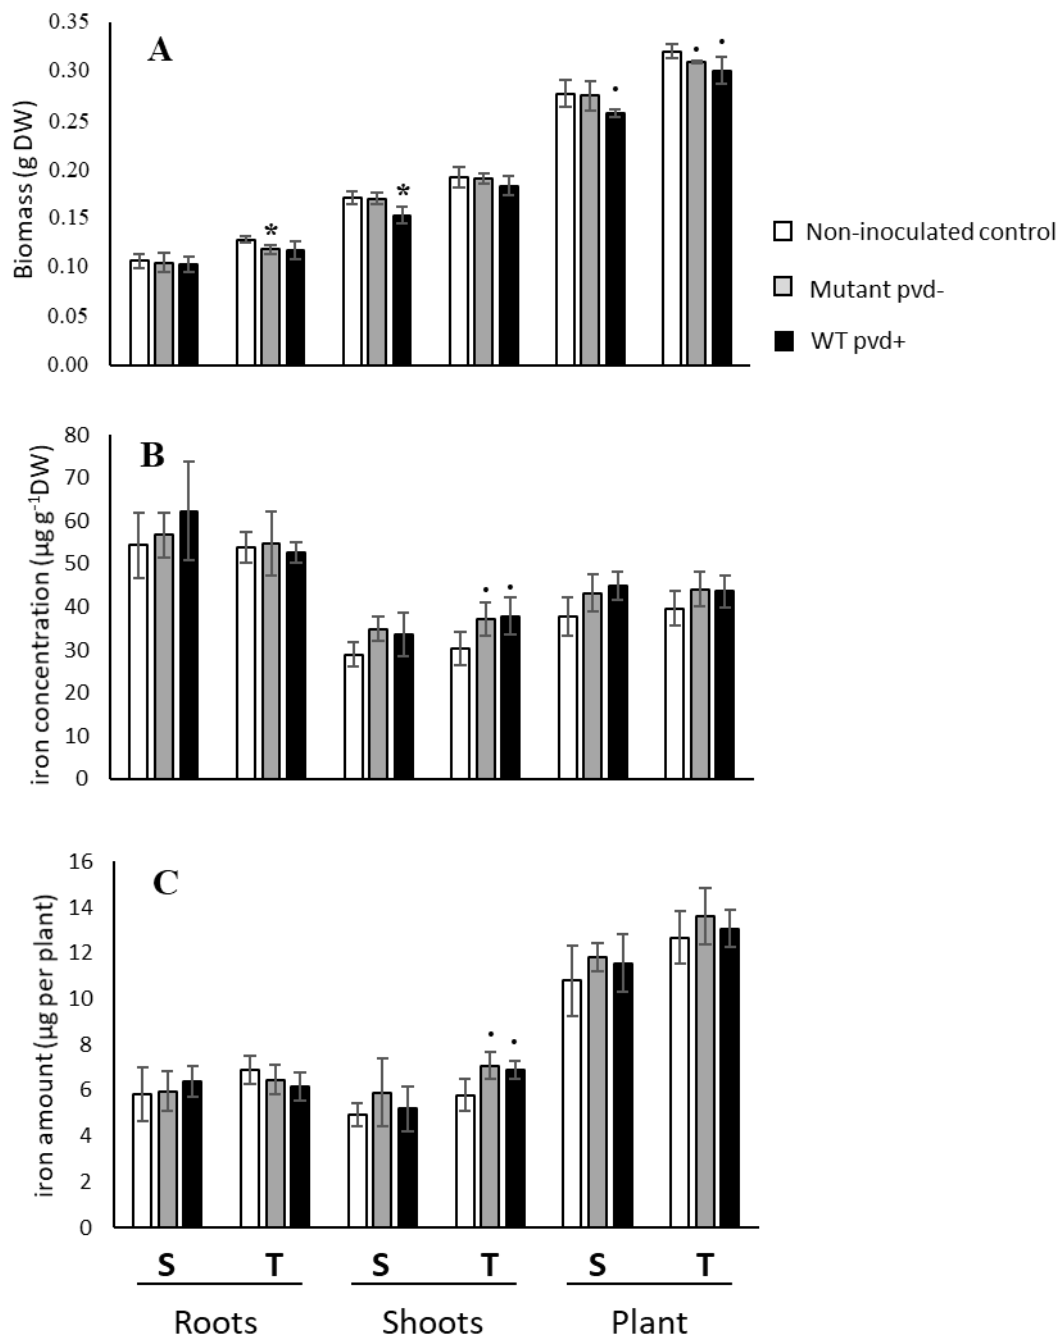 A
Biomass (g DW)
0.35
0.30
0.25
0.20
0.15
0.10
0.05
0.00
*
*
Non-inoculated control
Mutant pvd-
WT pvd+
B
iron concentration (µg g⁻¹DW)
80
70
60
50
40
30
20
10
0
C
iron amount (µg per plant)
16
14
12
10
8
6
4
2
0
S T S T S T
Roots Shoots Plant